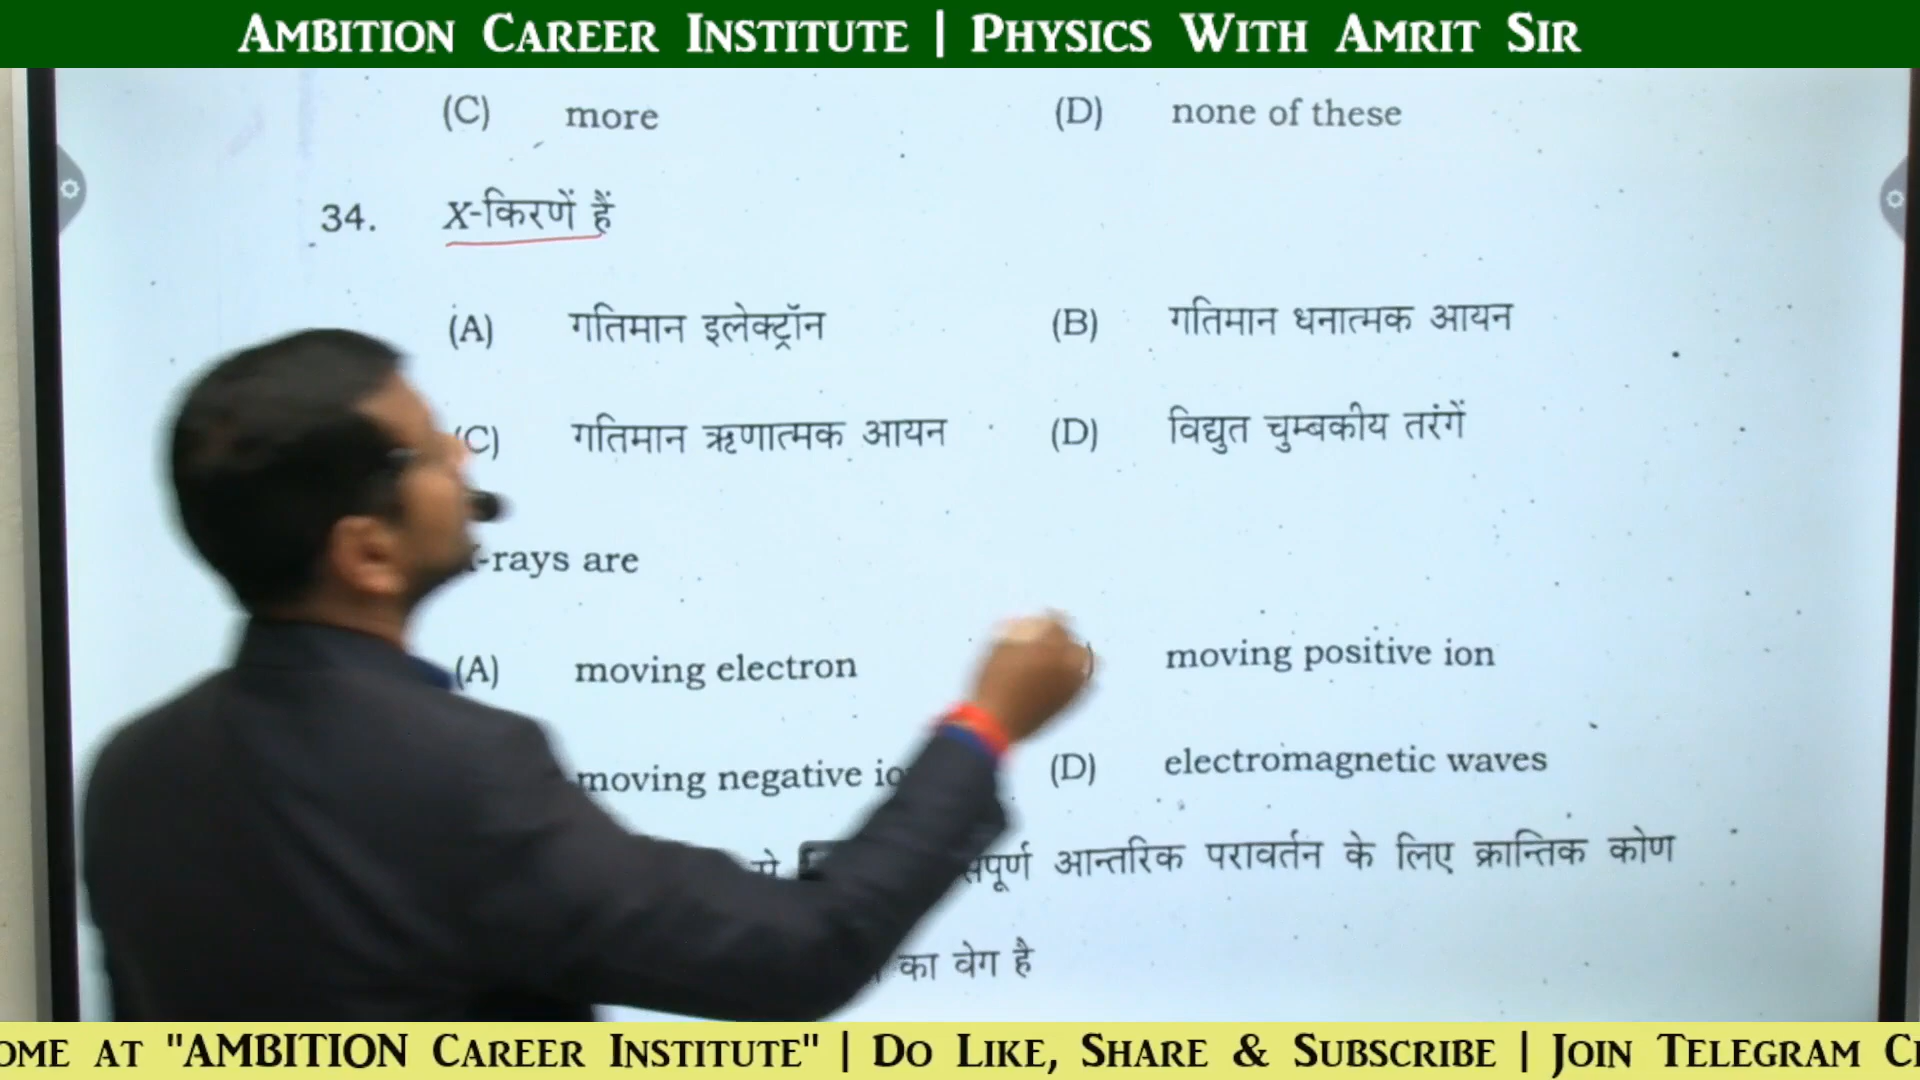 AMBITION CAREER INSTITUTE | PHYSICS WITH AMRIT SIR
(C) more (D) none of these
34. X-किरणें हैं
(A) गतिमान इलेक्ट्रॉन (B) गतिमान धनात्मक आयन
(C) गतिमान ऋणात्मक आयन (D) विद्युत चुम्बकीय तरंगें
-rays are
(A) moving electron moving positive ion
moving negative (D) electromagnetic waves
आन्तरिक परावर्तन के लिए क्रान्तिक कोण
का वेग है
OME AT "AMBITION CAREER INSTITUTE" | DO LIKE, SHARE & SUBSCRIBE | JOIN TELEGRAM